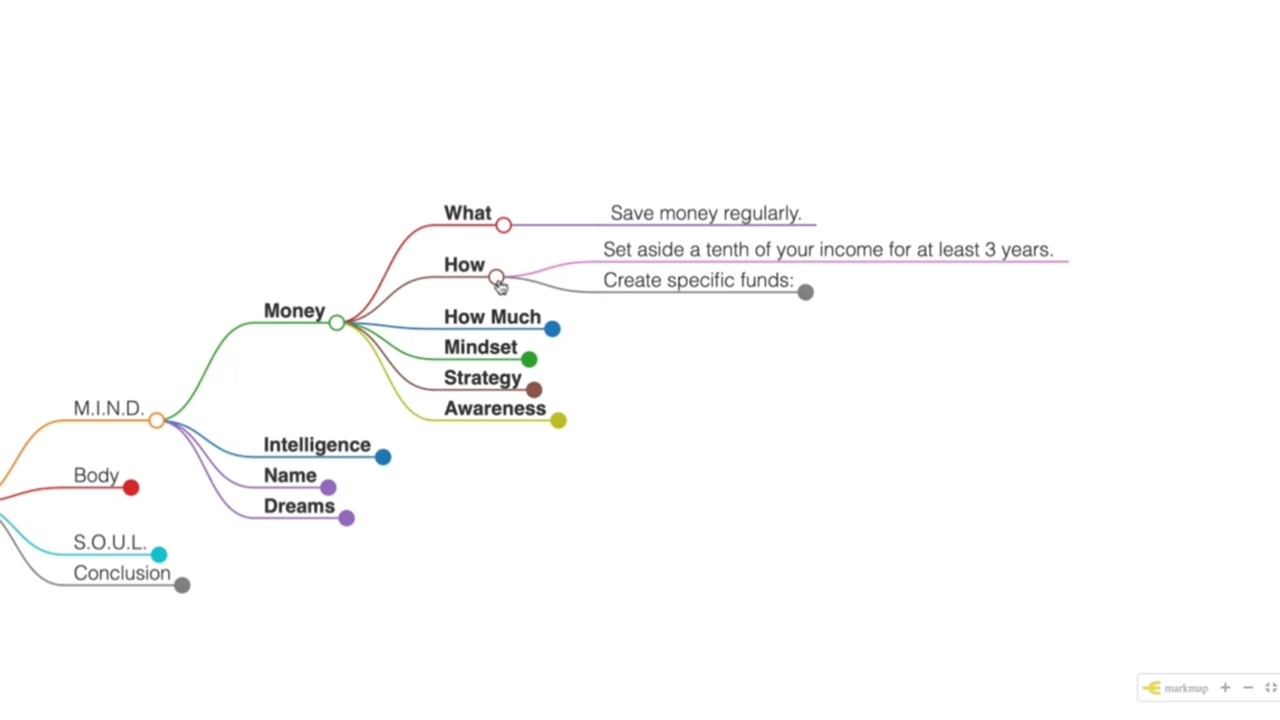 What
Save money regularly.
How
Set aside a tenth of your income for at least 3 years.
Create specific funds:
Money
How Much
Mindset
Strategy
Awareness
M.I.N.D.
Intelligence
Name
Dreams
Body
S.O.U.L.
Conclusion
markmap + −